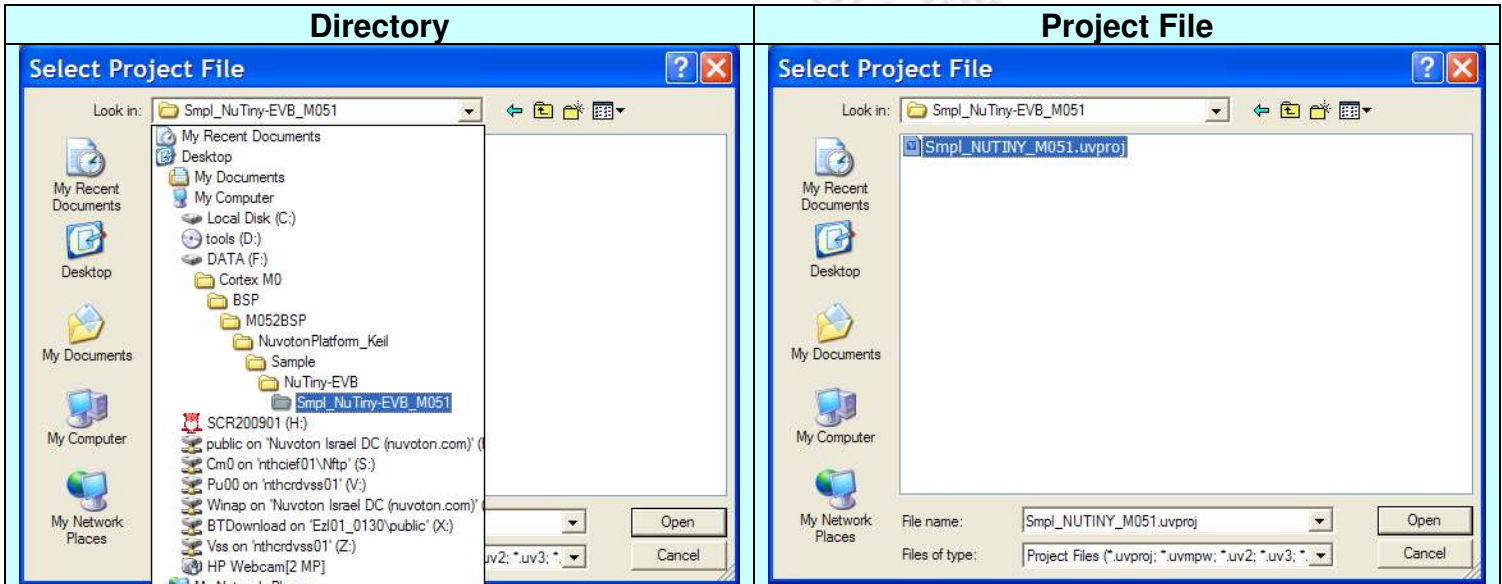 Directory
Select Project File
Look in: Smpl_NuTiny-EVB_M051
My Recent Documents
Desktop
My Documents
My Computer
Local Disk (C:)
tools (D:)
DATA (F:)
Cortex M0
BSP
M052BSP
NuvotonPlatform_Keil
Sample
NuTiny-EVB
Smpl_NuTiny-EVB_M051
SCR200901 (H:)
public on 'Nuvoton Israel DC (nuvoton.com)'
Cm0 on 'nthcief01\Nftp' (S:)
Pu00 on 'nthcrdvss01' (V:)
Winap on 'Nuvoton Israel DC (nuvoton.com)'
BTDownload on 'Ezl01_0130\public' (X:)
Vss on 'nthcrdvss01' (Z:)
HP Webcam[2 MP]
My Recent
Documents
Desktop
My Documents
My Computer
My Network
Places
Open
uv2; *.uv3; *.
Cancel
Project File
Select Project File
Look in: Smpl_NuTiny-EVB_M051
Smpl_NUTINY_M051.uvproj
My Recent
Documents
Desktop
My Documents
My Computer
My Network
Places
File name: Smpl_NUTINY_M051.uvproj
Open
Files of type: Project Files (*.uvproj; *.uvmpw; *.uv2; *.uv3; *.
Cancel